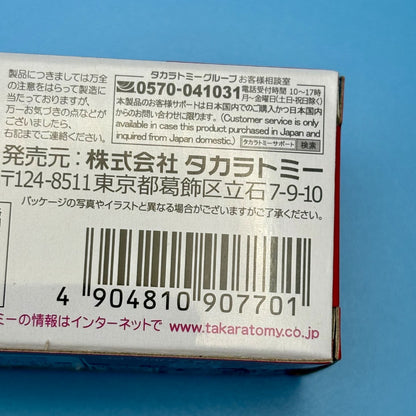 製品につきましては万全
の注意をはらって製造に
当たっておりますが、
万一お気づきの点などが
ございましたら、
右記までご連絡ください。
タカラトミーグループ お客様相談室
0570-041031 電話受付時間 10〜17時
月〜金曜日(土日・祝日除く)
本製品のお客様サポートは日本国内でのご購入かつ日本国内
からのお問い合わせに限ります。(Customer service is only
available in case this product purchased in Japan and
inquired from Japan domestic.) タカラトミーサポート 検索
発売元：株式会社 タカラトミー
〒124-8511東京都葛飾区立石7-9-10
パッケージの写真やイラストと異なる場合がございますがご了承ください。
4 904810 907701
ミーの情報はインターネットで www.takaratomy.co.jp